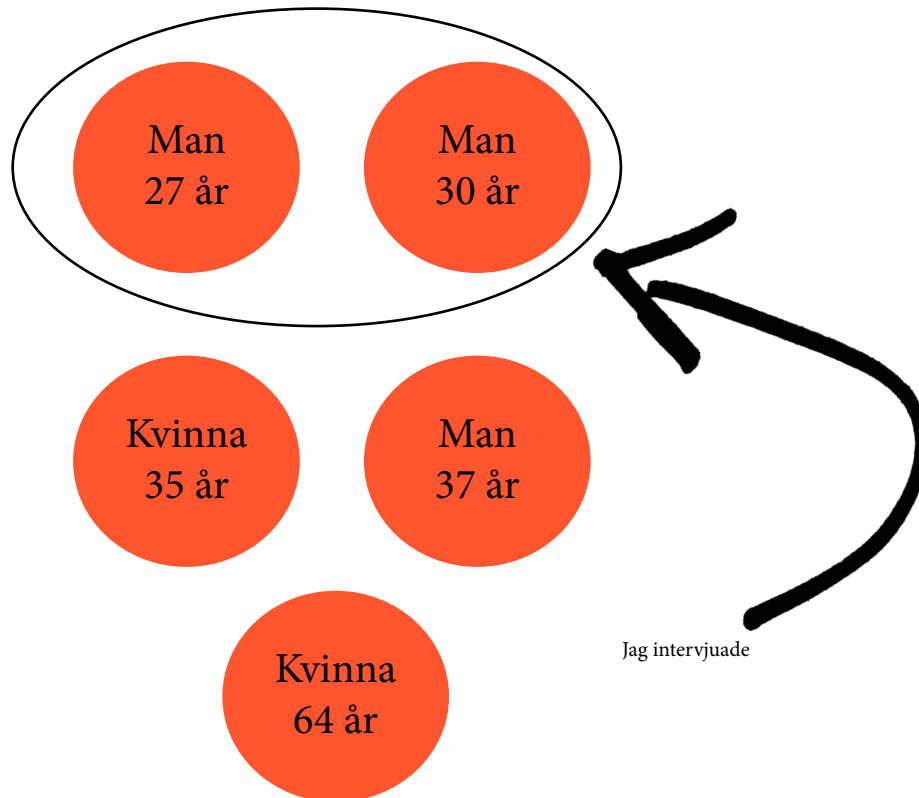 Man
27 år
Man
30 år
Kvinna
35 år
Man
37 år
Jag intervjuade
Kvinna
64 år